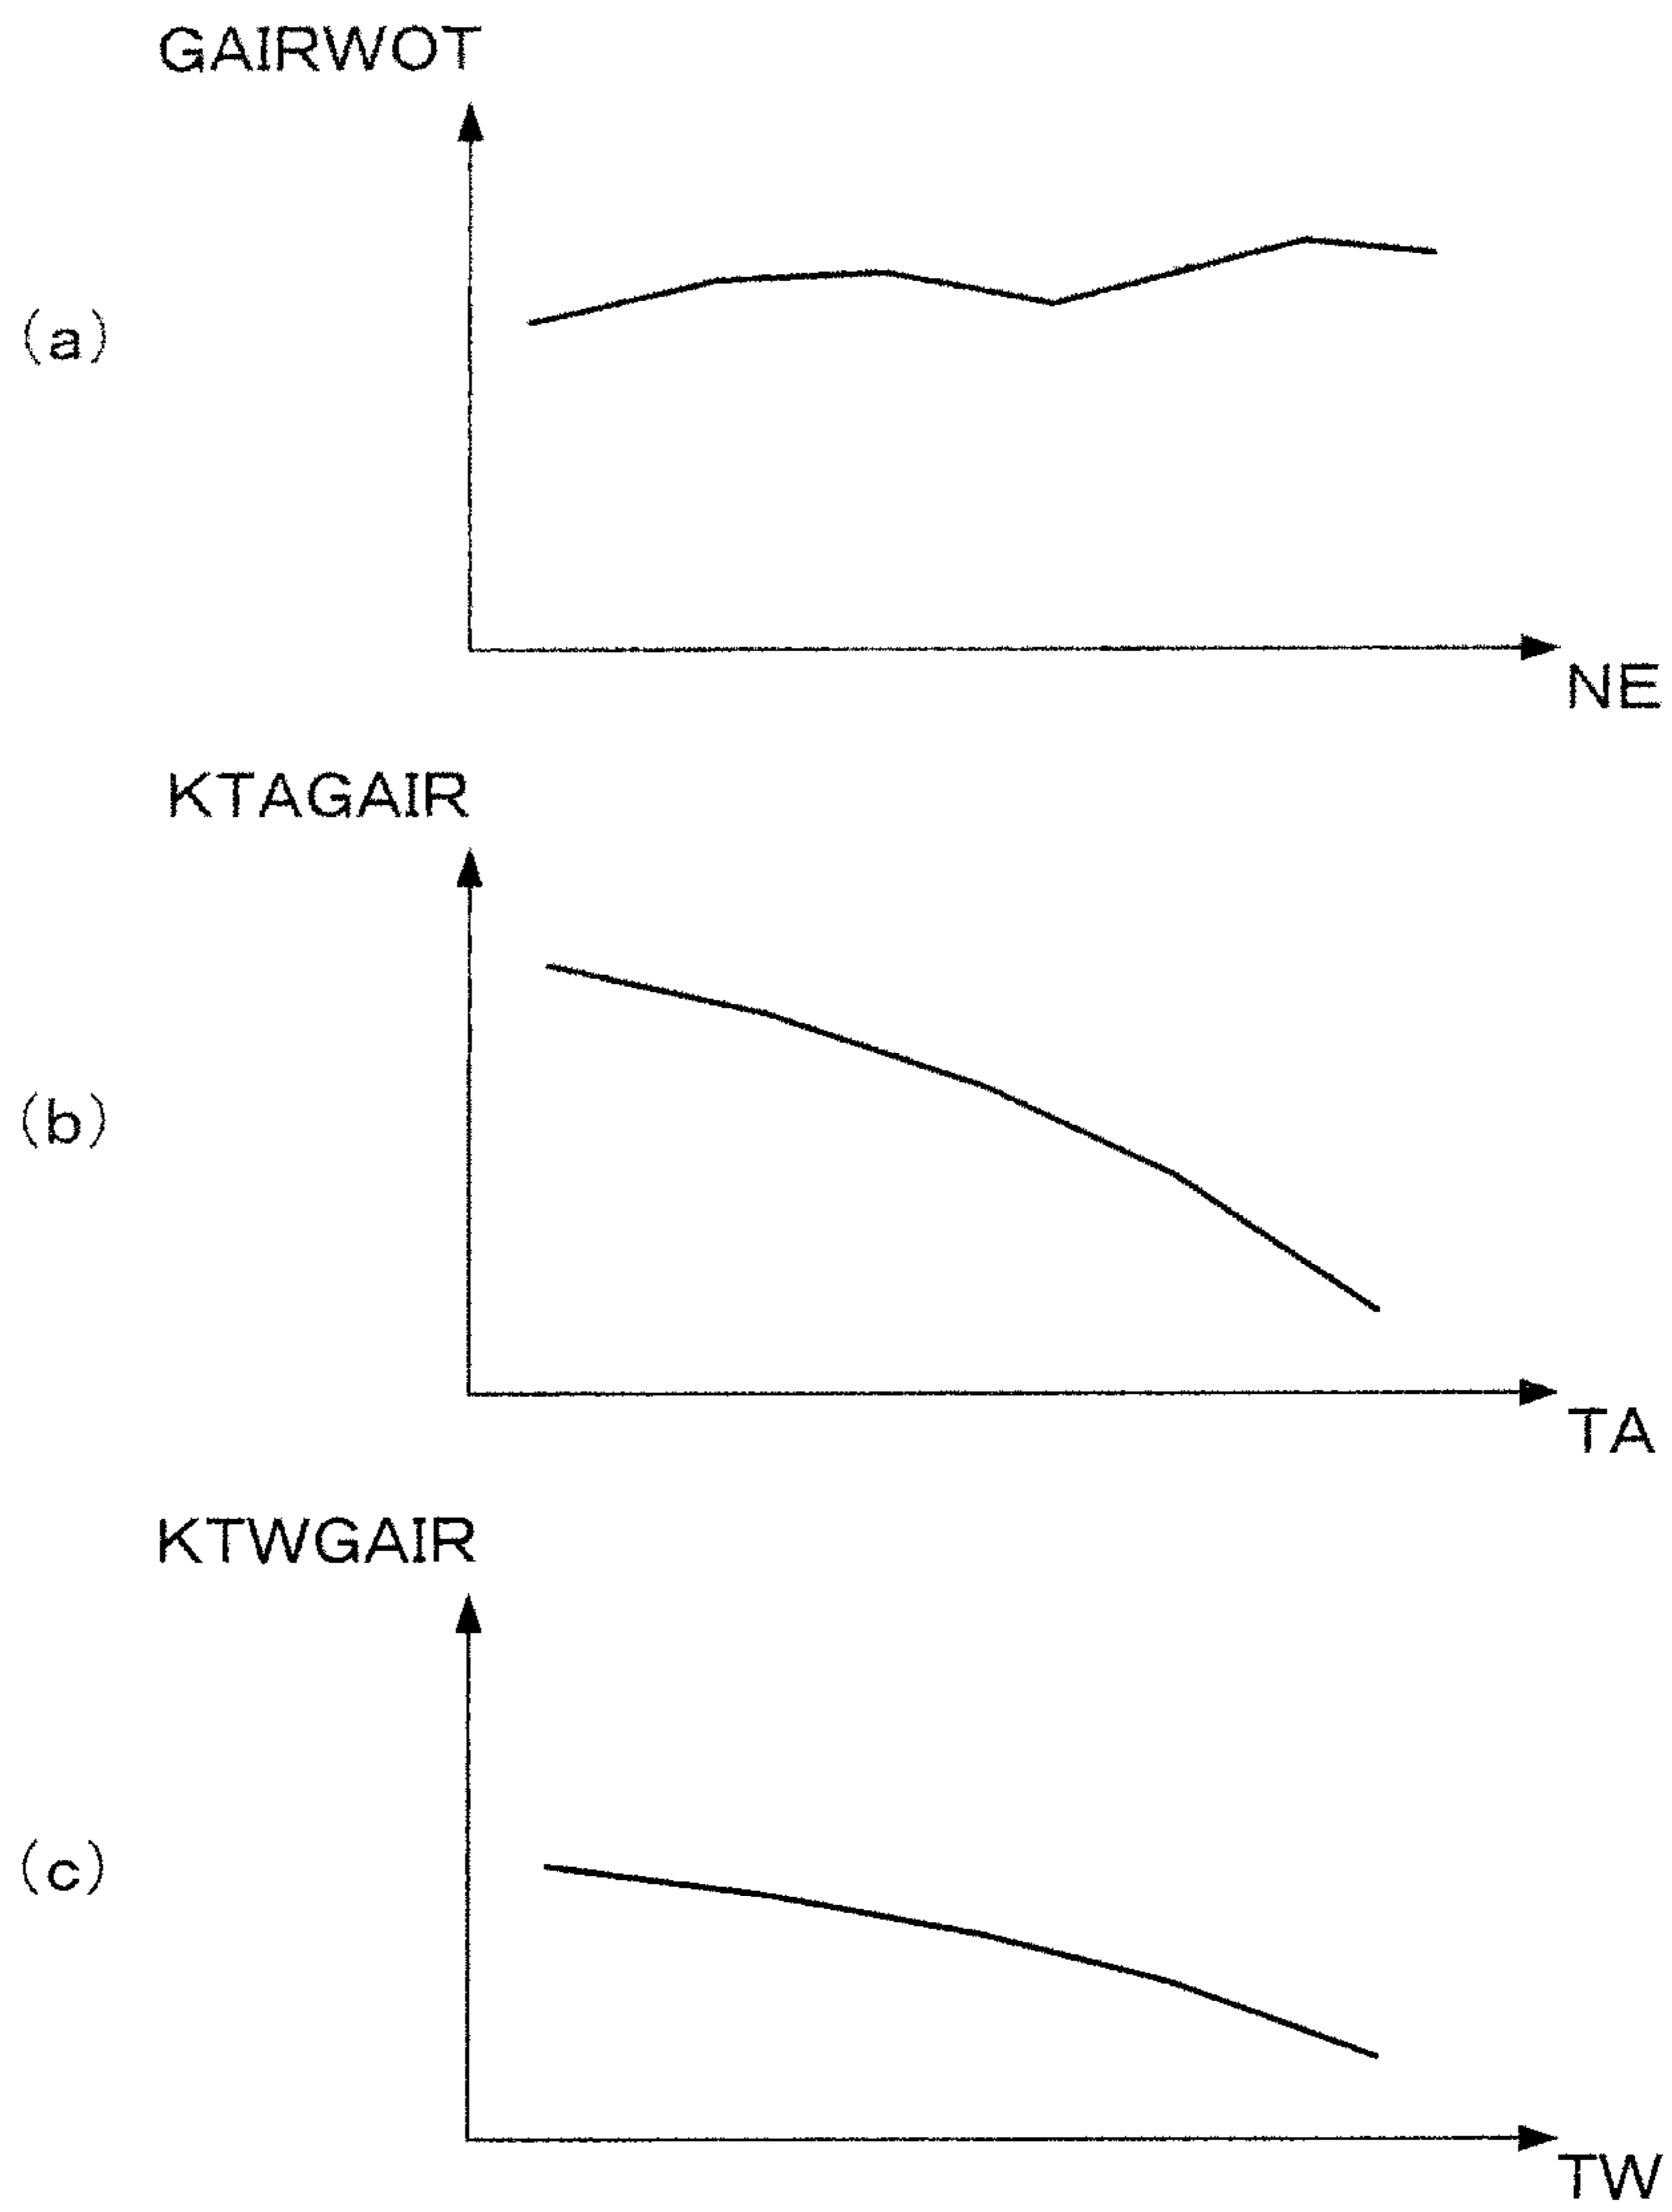 GAIRWOT
(a)
NE
KTAGAIR
(b)
TA
KTWGAIR
(c)
TW